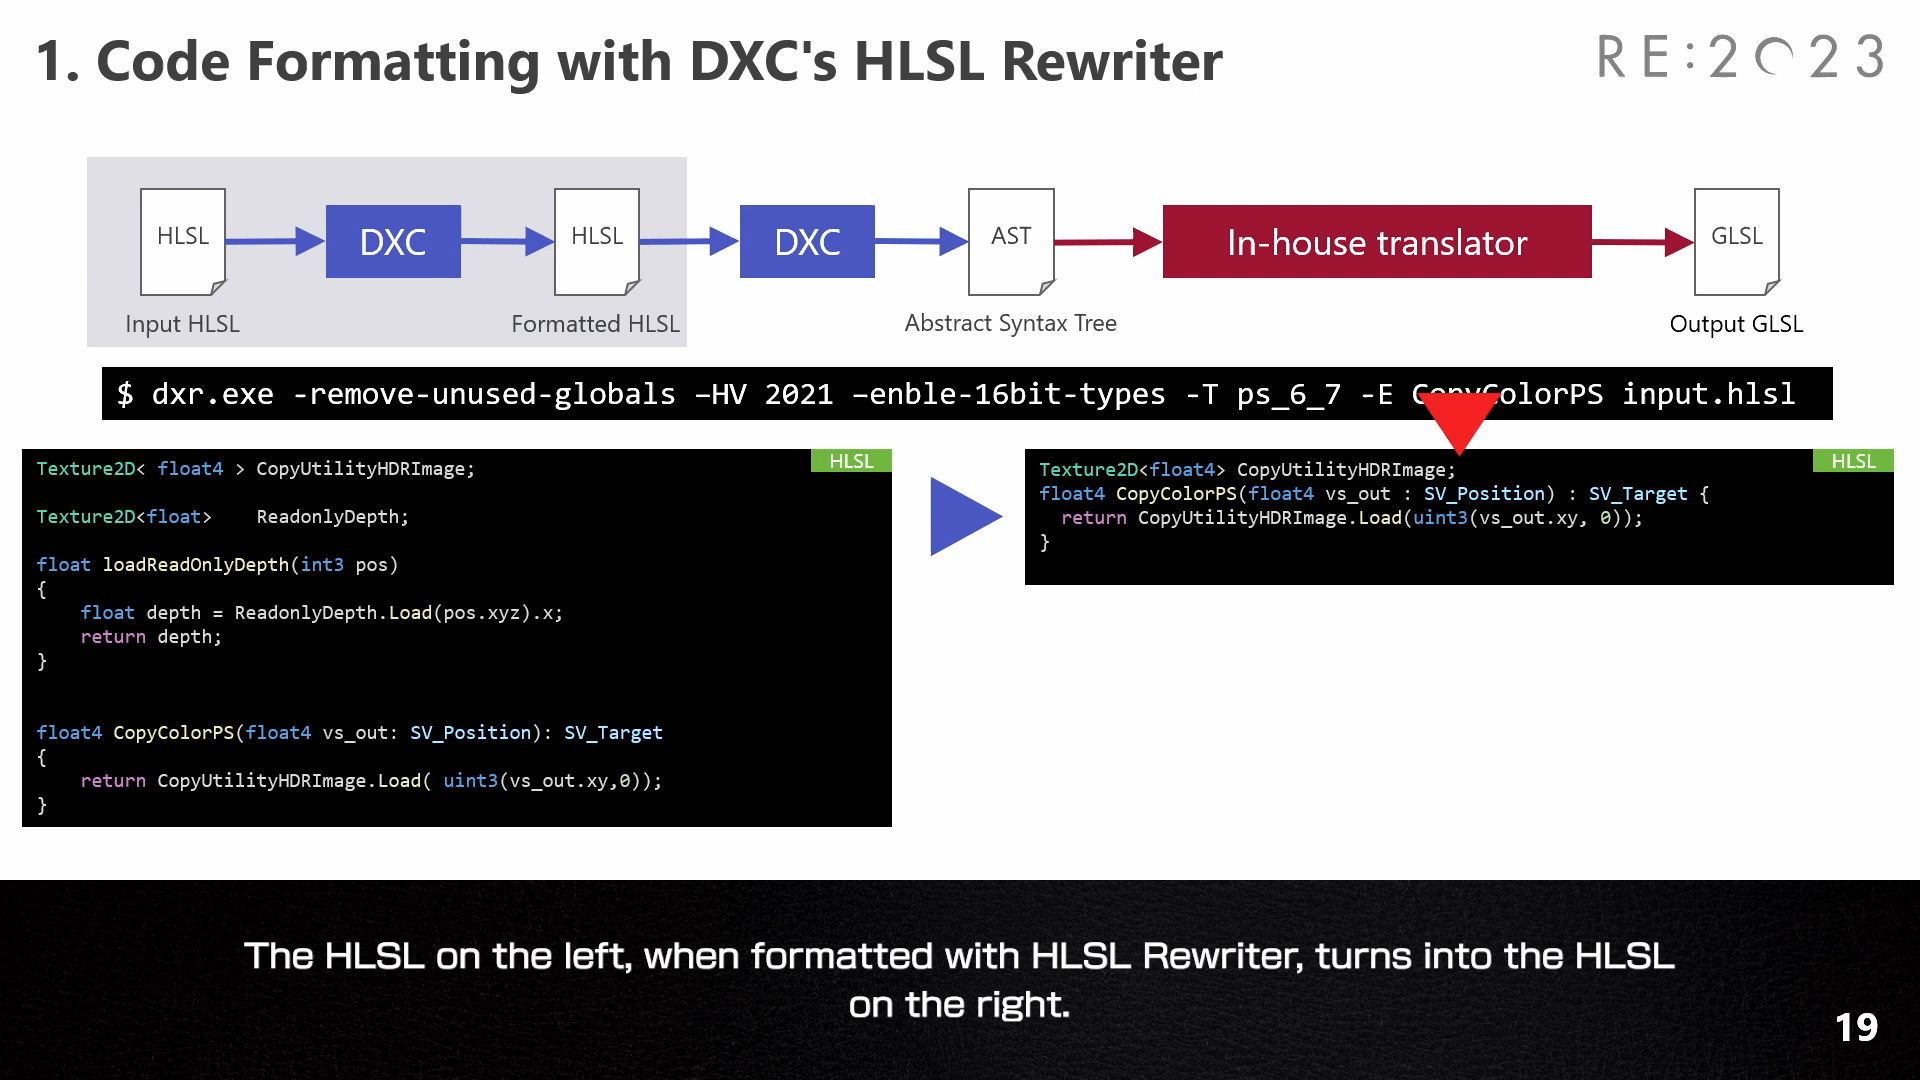 1. Code Formatting with DXC's HLSL Rewriter
RE:2023
HLSL
DXC
HLSL
DXC
AST
In-house translator
GLSL
Input HLSL
Formatted HLSL
Abstract Syntax Tree
Output GLSL
$ dxr.exe -remove-unused-globals –HV 2021 –enble-16bit-types -T ps_6_7 -E CopyColorPS input.hlsl
HLSL
Texture2D< float4 > CopyUtilityHDRImage;
Texture2D<float>    ReadonlyDepth;
float loadReadOnlyDepth(int3 pos)
{
    float depth = ReadonlyDepth.Load(pos.xyz).x;
    return depth;
}
float4 CopyColorPS(float4 vs_out: SV_Position): SV_Target
{
    return CopyUtilityHDRImage.Load( uint3(vs_out.xy,0));
}
HLSL
Texture2D<float4> CopyUtilityHDRImage;
float4 CopyColorPS(float4 vs_out : SV_Position) : SV_Target {
  return CopyUtilityHDRImage.Load(uint3(vs_out.xy, 0));
}
The HLSL on the left, when formatted with HLSL Rewriter, turns into the HLSL
on the right.
19